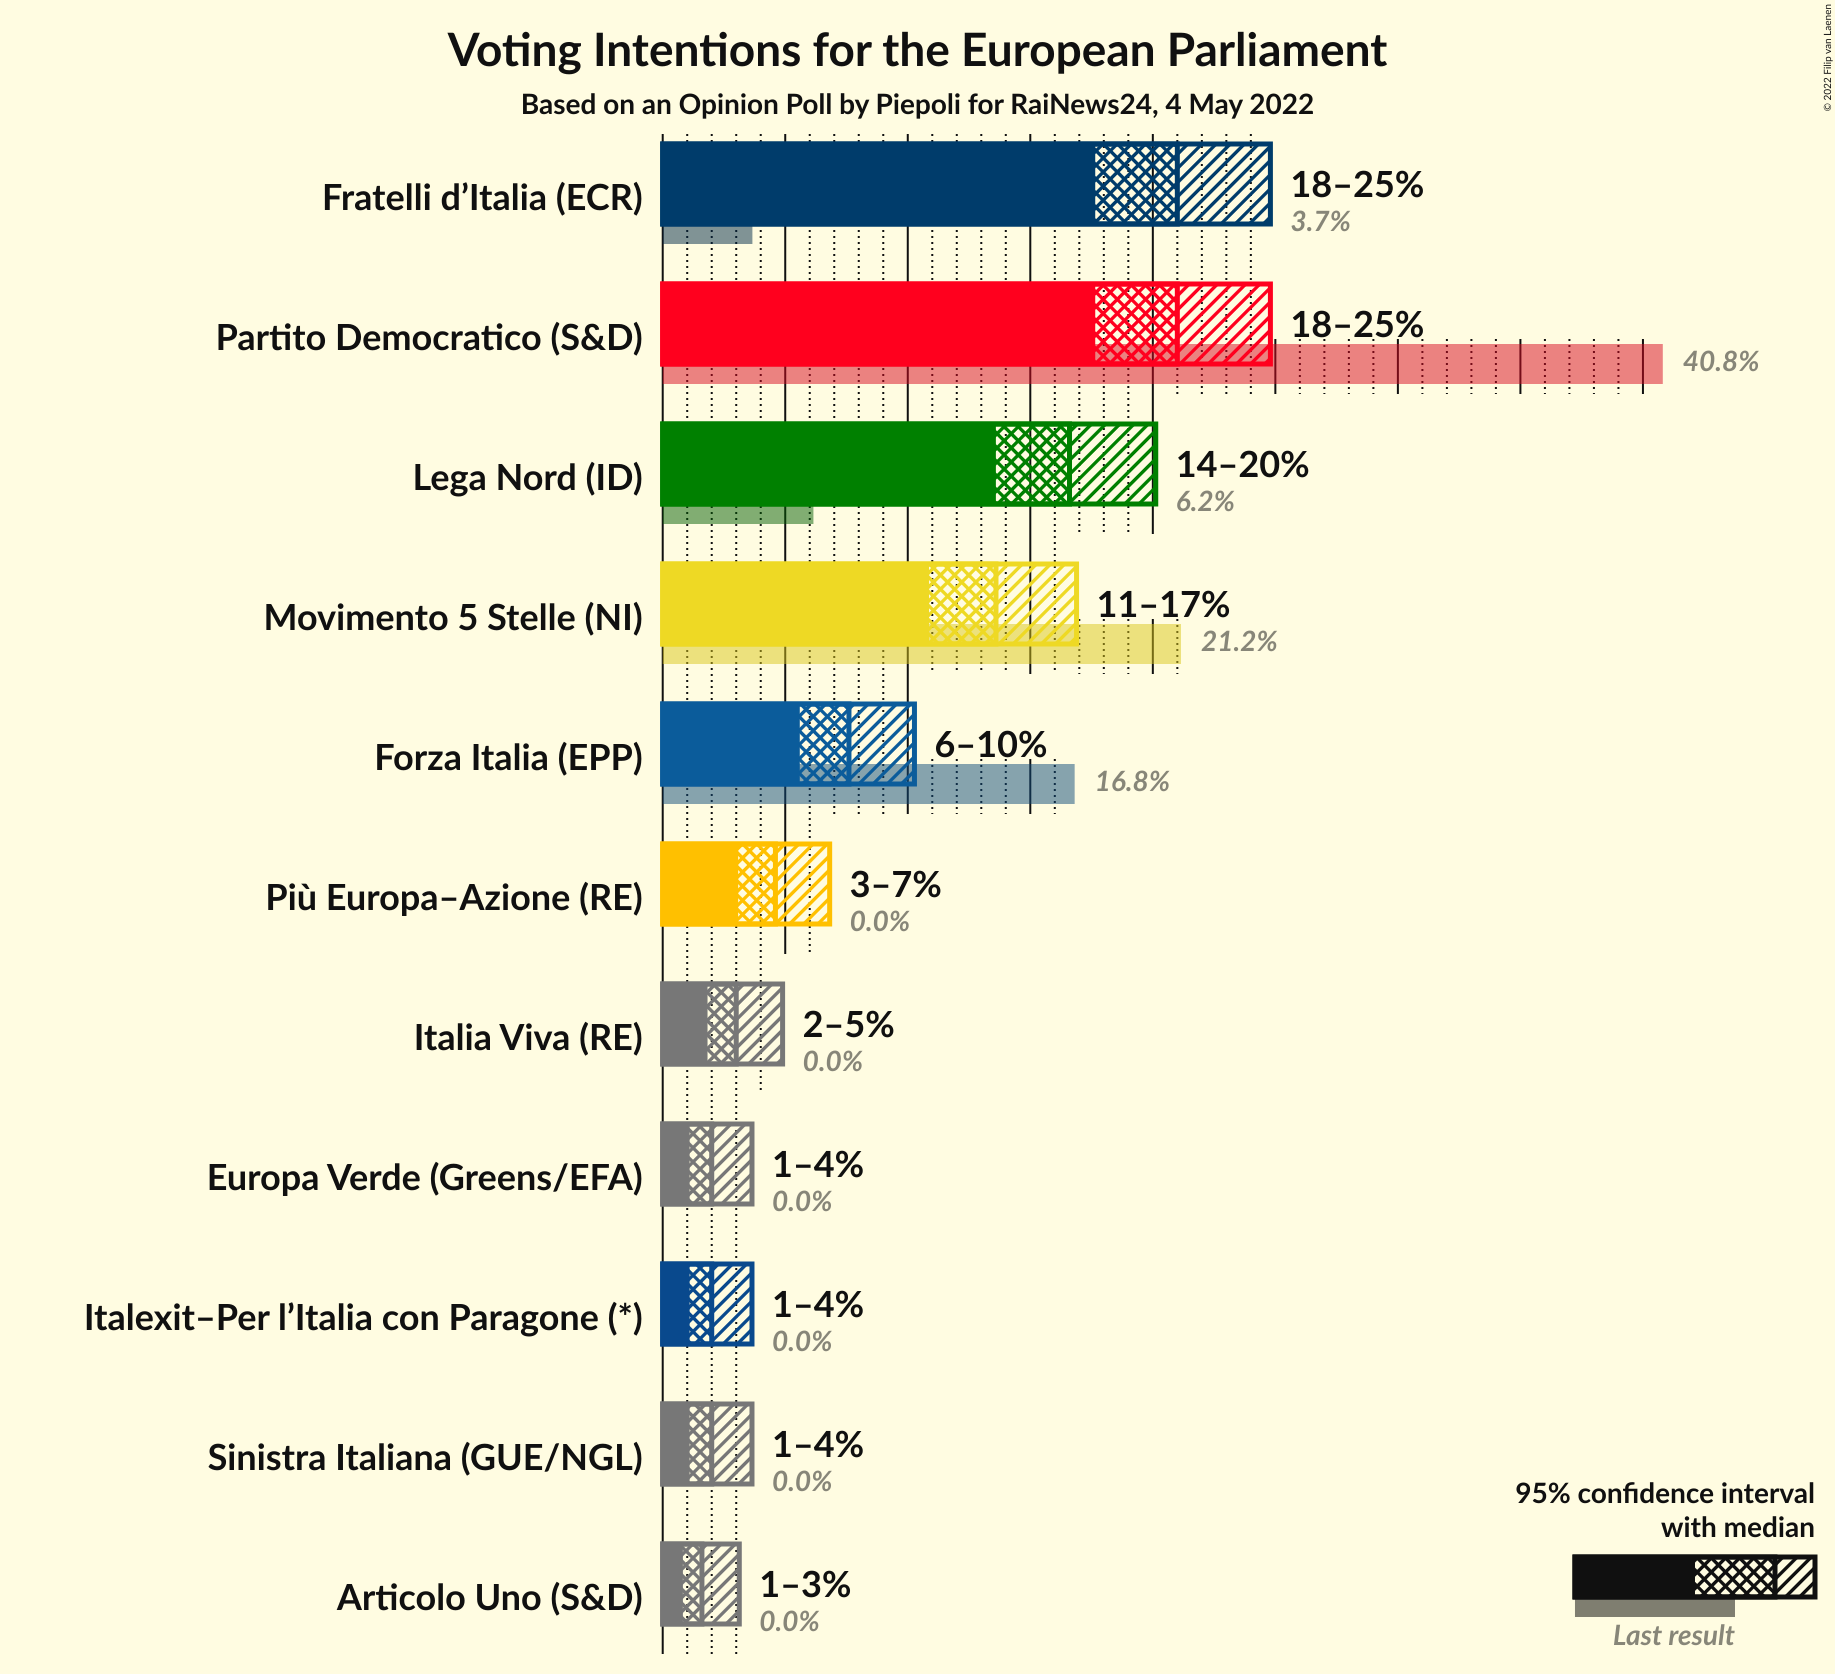 Voting Intentions for the European Parliament
Based on an Opinion Poll by Piepoli for RaiNews24, 4 May 2022
© 2022 Filip van Laenen
Fratelli d’Italia (ECR)
18–25%
3.7%
Partito Democratico (S&D)
18–25%
40.8%
Lega Nord (ID)
14–20%
6.2%
Movimento 5 Stelle (NI)
11–17%
21.2%
Forza Italia (EPP)
6–10%
16.8%
Più Europa–Azione (RE)
3–7%
0.0%
Italia Viva (RE)
2–5%
0.0%
Europa Verde (Greens/EFA)
1–4%
0.0%
Italexit–Per l’Italia con Paragone (*)
1–4%
0.0%
Sinistra Italiana (GUE/NGL)
1–4%
0.0%
Articolo Uno (S&D)
1–3%
0.0%
95% confidence interval
with median
Last result